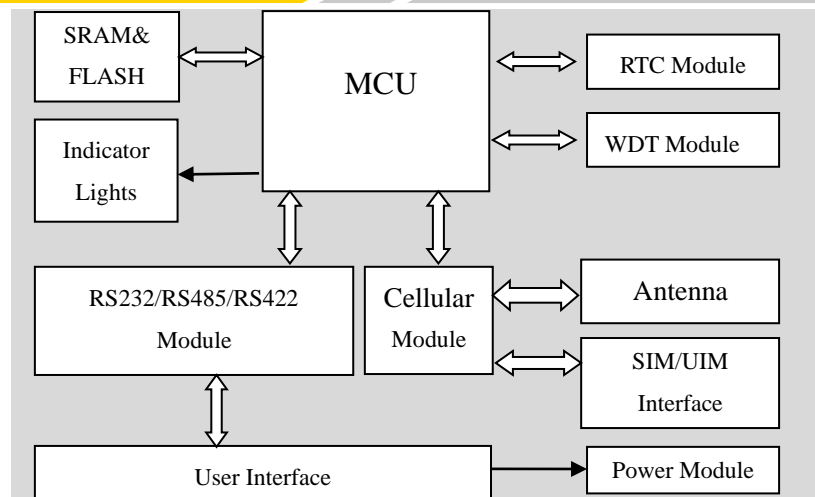 SRAM&
FLASH
MCU
RTC Module
WDT Module
Indicator
Lights
RS232/RS485/RS422
Module
Cellular
Module
Antenna
SIM/UIM
Interface
User Interface
Power Module